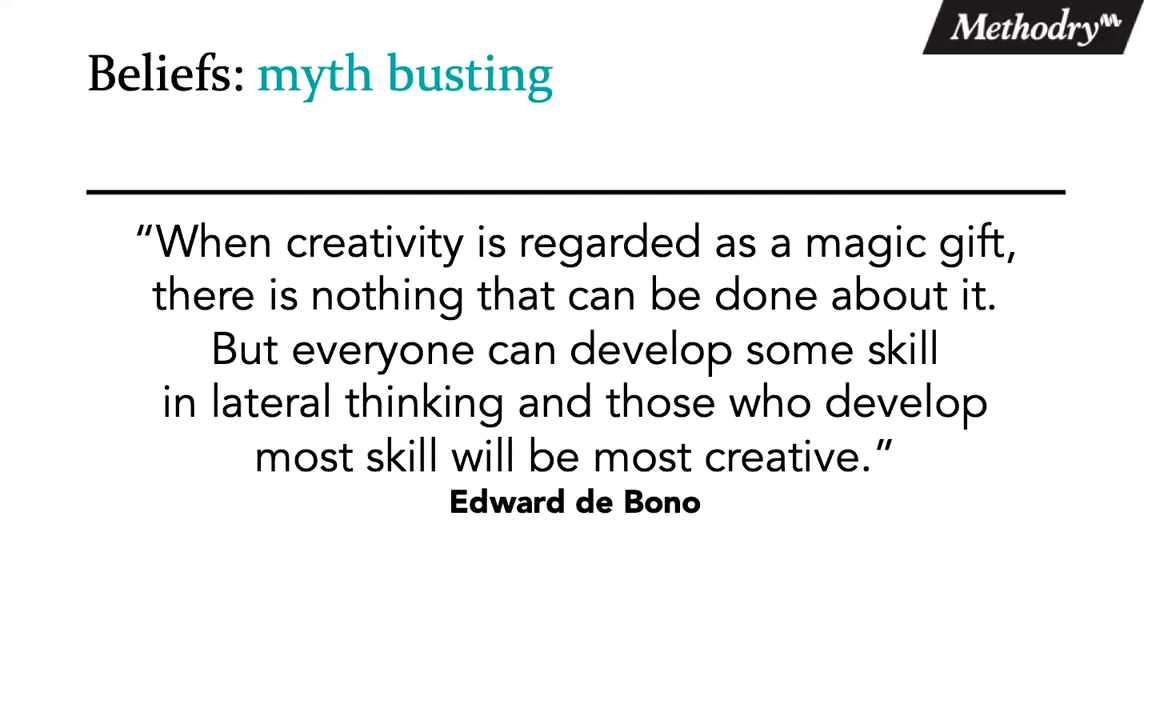 Methodry
Beliefs: myth busting
“When creativity is regarded as a magic gift,
there is nothing that can be done about it.
But everyone can develop some skill
in lateral thinking and those who develop
most skill will be most creative.”
Edward de Bono